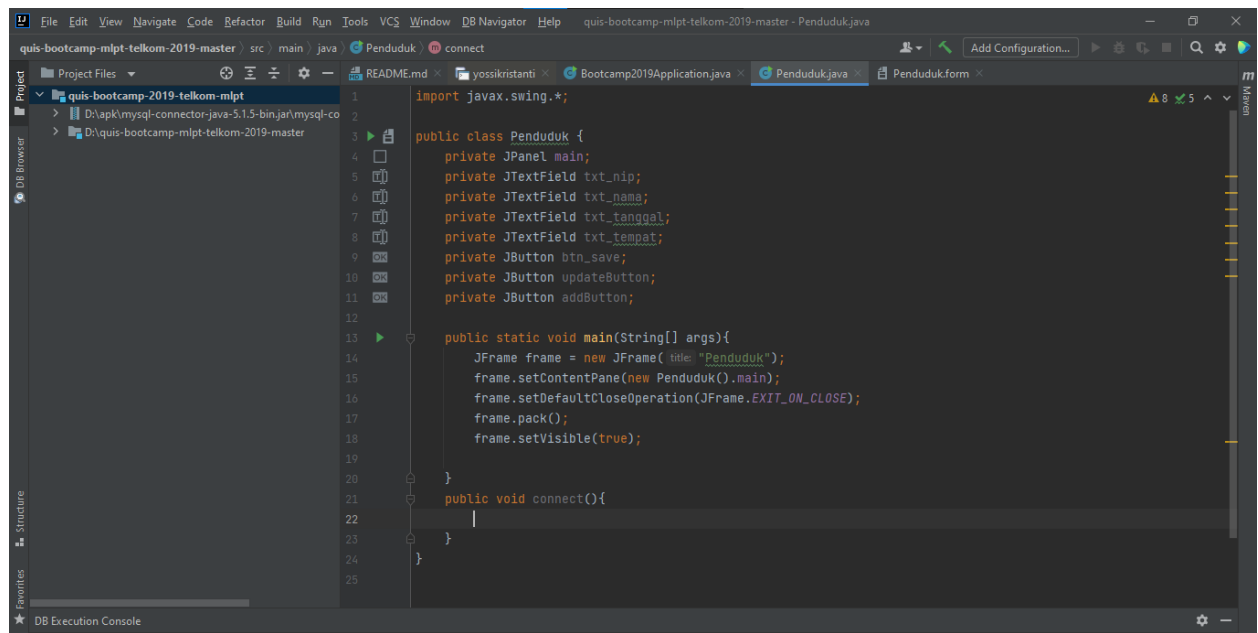 File Edit View Navigate Code Refactor Build Run Tools VCS Window DB Navigator Help quis-bootcamp-mlpt-telkom-2019-master - Penduduk.java
quis-bootcamp-mlpt-telkom-2019-master src main java Penduduk connect
Add Configuration...
Project Files
README.md yossikristanti Bootcamp2019Application.java Penduduk.java Penduduk.form
Project
DB Browser
Structure
Favorites
Maven
quis-bootcamp-2019-telkom-mlpt
D:\apk\mysql-connector-java-5.1.5-bin.jar\mysql-co
D:\quis-bootcamp-mlpt-telkom-2019-master
8 5
1 import javax.swing.*;
2
3 public class Penduduk {
4 private JPanel main;
5 private JTextField txt_nip;
6 private JTextField txt_nama;
7 private JTextField txt_tanggal;
8 private JTextField txt_tempat;
9 OK private JButton btn_save;
10 OK private JButton updateButton;
11 OK private JButton addButton;
12
13 public static void main(String[] args){
14 JFrame frame = new JFrame( title: "Penduduk");
15 frame.setContentPane(new Penduduk().main);
16 frame.setDefaultCloseOperation(JFrame.EXIT_ON_CLOSE);
17 frame.pack();
18 frame.setVisible(true);
19
20 }
21 public void connect(){
22
23 }
24 }
25
DB Execution Console